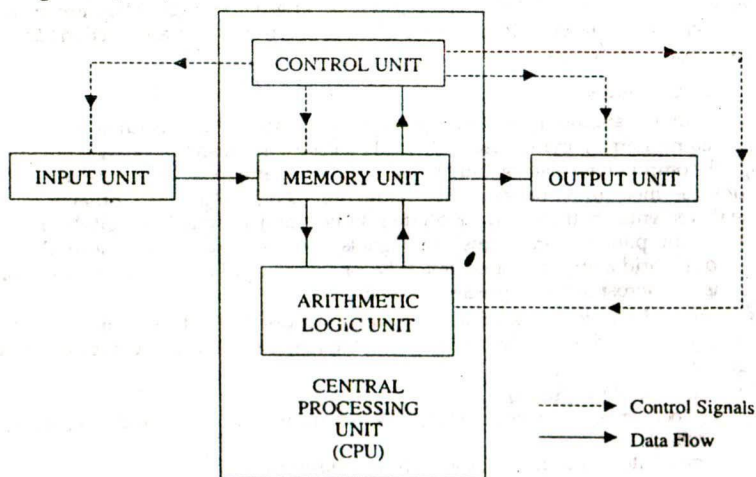 CONTROL UNIT
INPUT UNIT
MEMORY UNIT
OUTPUT UNIT
ARITHMETIC
LOGIC UNIT
CENTRAL
PROCESSING
UNIT
(CPU)
Control Signals
Data Flow